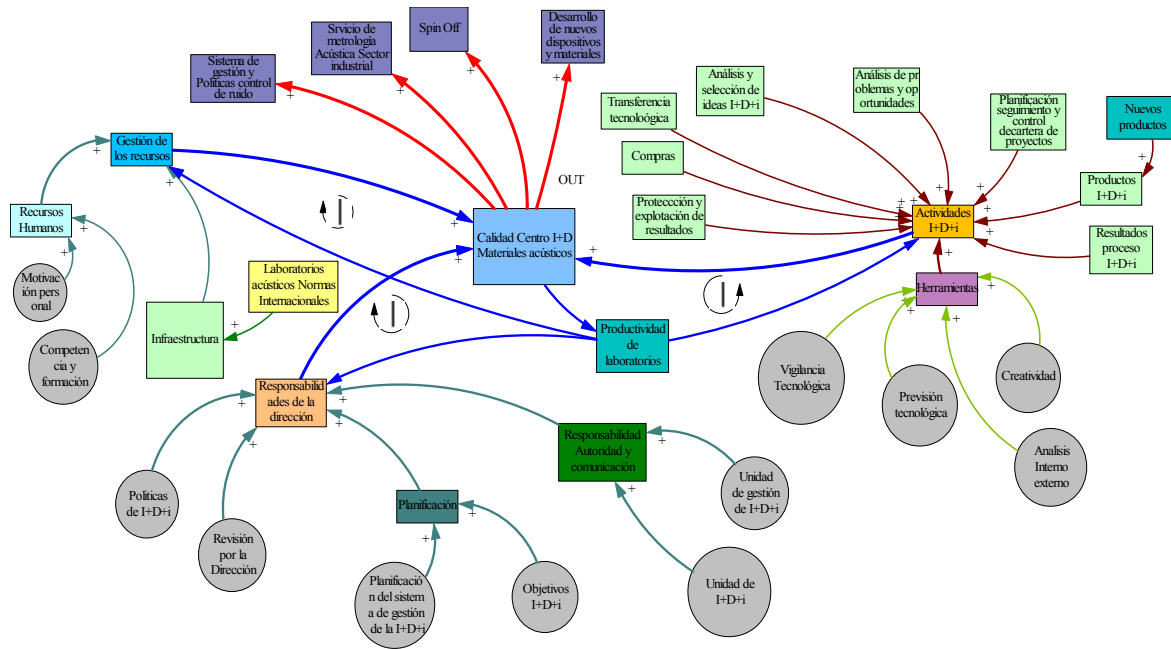 Sistema de
gestión y
Políticas control
de ruido
Srvicio de
metrología
Acústica Sector
industrial
Spin Off
Desarrollo
de nuevos
dispositivos
y materiales
OUT
Gestión de
los recursos
Recursos
Humanos
Motivac
ión pers
onal
Competen
cia y
formación
Infraestructura
Laboratorios
acústicos Normas
Internacionales
Calidad Centro I+D
Materiales acústicos
Productividad
de
laboratorios
Responsabilid
ades de la
dirección
Politicas
de I+D+i
Revisión
por la
Dirección
Planificación
Planificació
n del sistem
a de gestión
de la I+D+i
Objetivos
I+D+i
Responsabilidad
Autoridad y
comunicación
Unidad
de gestión
de I+D+i
Unidad de
I+D+i
Análisis y
selección de
ideas I+D+i
Análisis de pr
oblemas y op
ortunidades
Planificación
seguimiento y
control
decartera de
proyectos
Nuevos
productos
Transferencia
tecnoloógica
Compras
Proteccción y
explotación de
resultados
Productos
I+D+i
Resultados
proceso
I+D+i
Actividades
I+D+i
Herramientas
Vigilancia
Tecnológica
Previsión
tecnológica
Creatividad
Analisis
Interno
externo